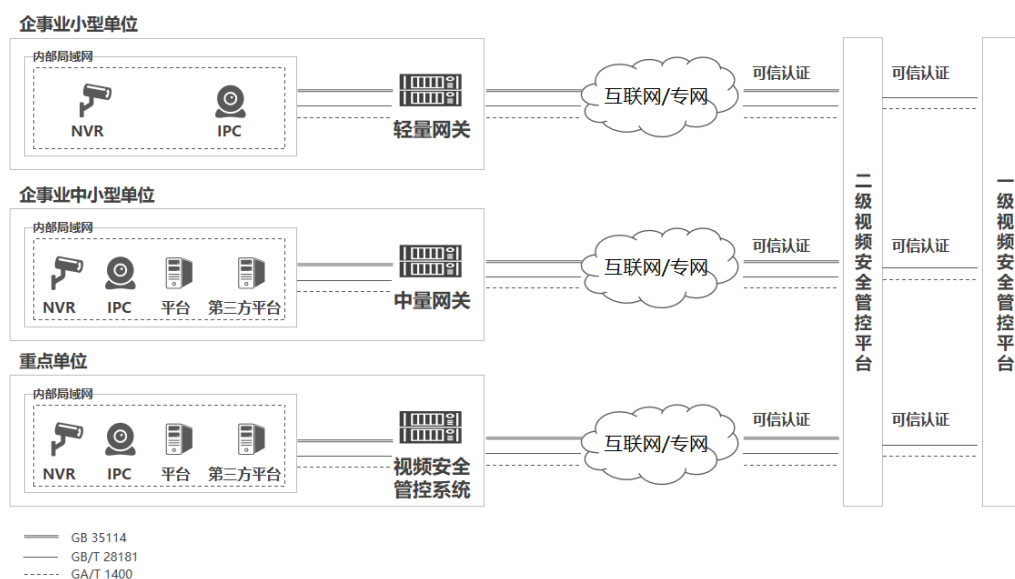 企事业小型单位
内部局域网
NVR
IPC
轻量网关
互联网/专网
可信认证
可信认证
企事业中小型单位
内部局域网
NVR
IPC
平台
第三方平台
中量网关
互联网/专网
可信认证
可信认证
重点单位
内部局域网
NVR
IPC
平台
第三方平台
视频安全
管控系统
互联网/专网
可信认证
可信认证
二级视频安全管控平台
一级视频安全管控平台
GB 35114
GB/T 28181
GA/T 1400